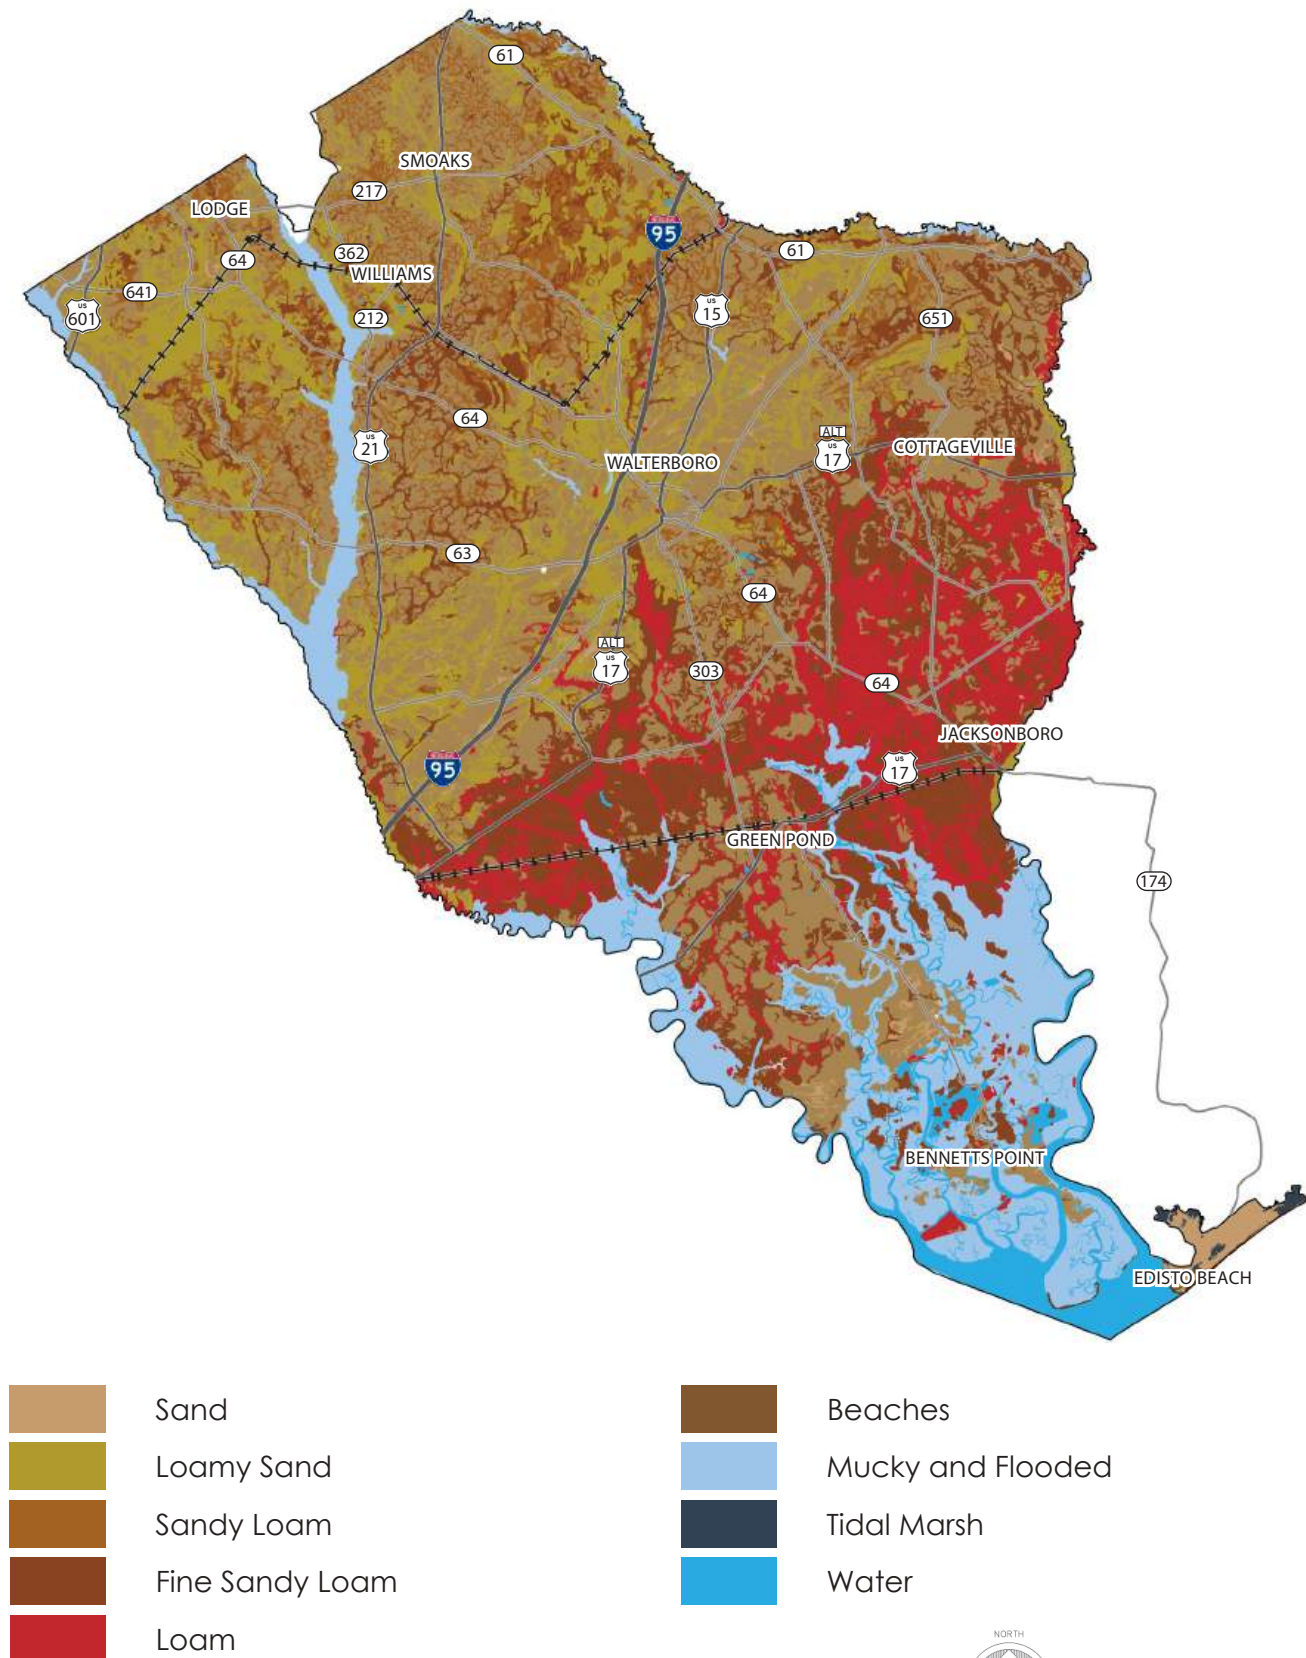 61
SMOAKS
217
LODGE
95
61
362
64
WILLIAMS
641
US
601
US
15
212
651
64
ALT
US
17
US
21
COTTAGEVILLE
WALTERBORO
63
64
ALT
US
17
303
64
JACKSONBORO
US
17
95
GREEN POND
174
BENNETTS POINT
EDISTO BEACH
Sand
Loamy Sand
Sandy Loam
Fine Sandy Loam
Loam
Beaches
Mucky and Flooded
Tidal Marsh
Water
NORTH